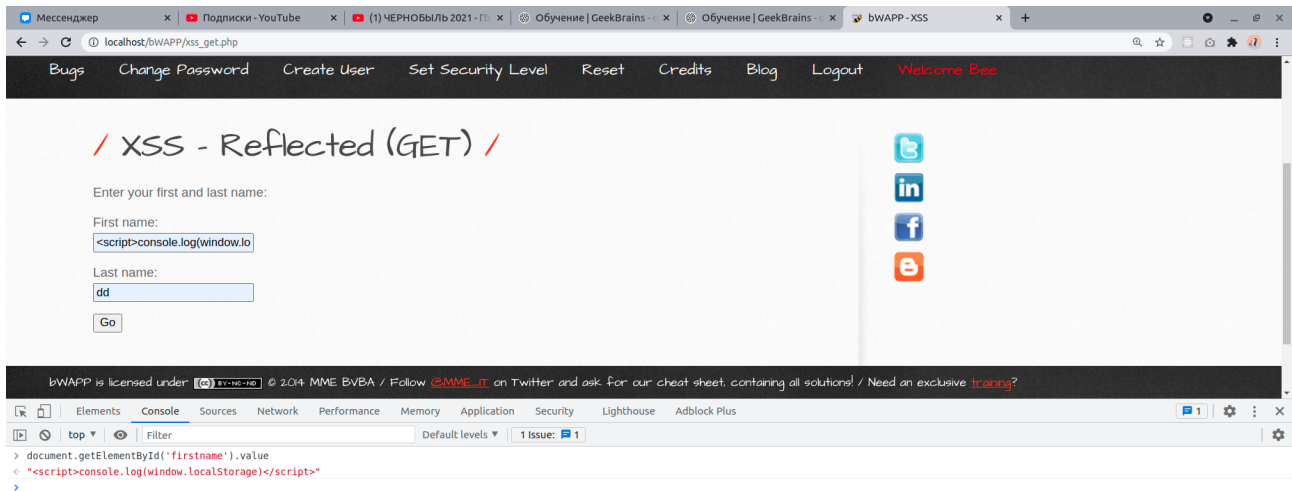 Мессенджер
Подписки - YouTube
(1) ЧЕРНОБЫЛЬ 2021 -
Обучение | GeekBrains -
Обучение | GeekBrains -
bWAPP - XSS
localhost/bWAPP/xss_get.php
Bugs Change Password Create User Set Security Level Reset Credits Blog Logout Welcome Bee
/ XSS - Reflected (GET) /
Enter your first and last name:
First name:
<script>console.log(window.lo
Last name:
dd
Go
bWAPP is licensed under (cc) BY-NC-ND © 2014 MME BVBA / Follow @MME_IT on Twitter and ask for our cheat sheet, containing all solutions! / Need an exclusive training?
Elements Console Sources Network Performance Memory Application Security Lighthouse Adblock Plus 1
top ▼ Filter Default levels ▼ 1 Issue: 1
> document.getElementById('firstname').value
< "<script>console.log(window.localStorage)</script>"
>